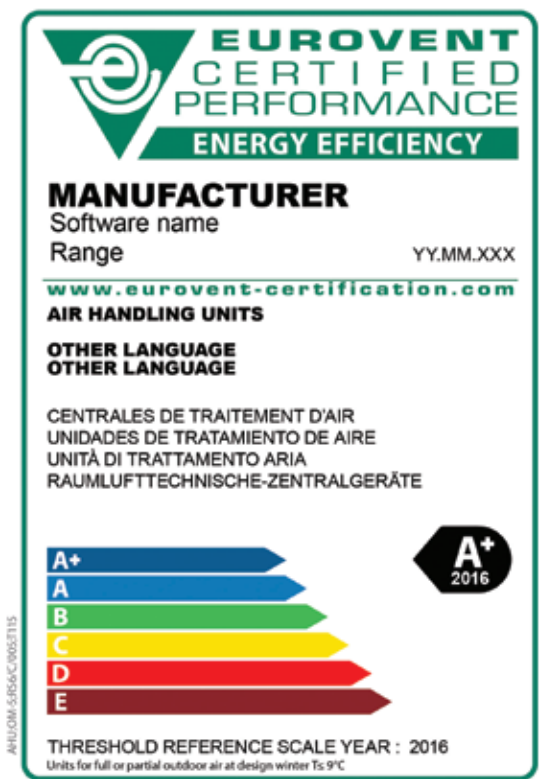 EUROVENT
CERTIFIED
PERFORMANCE
ENERGY EFFICIENCY
MANUFACTURER
Software name
Range YY.MM.XXX
www.eurovent-certification.com
AIR HANDLING UNITS
OTHER LANGUAGE
OTHER LANGUAGE
CENTRALES DE TRAITEMENT D'AIR
UNIDADES DE TRATAMIENTO DE AIRE
UNITÀ DI TRATTAMENTO ARIA
RAUMLUFTTECHNISCHE-ZENTRALGERÄTE
A+
A
B
C
D
E
A+
2016
THRESHOLD REFERENCE SCALE YEAR : 2016
Units for full or partial outdoor air at design winter Ts 9°C